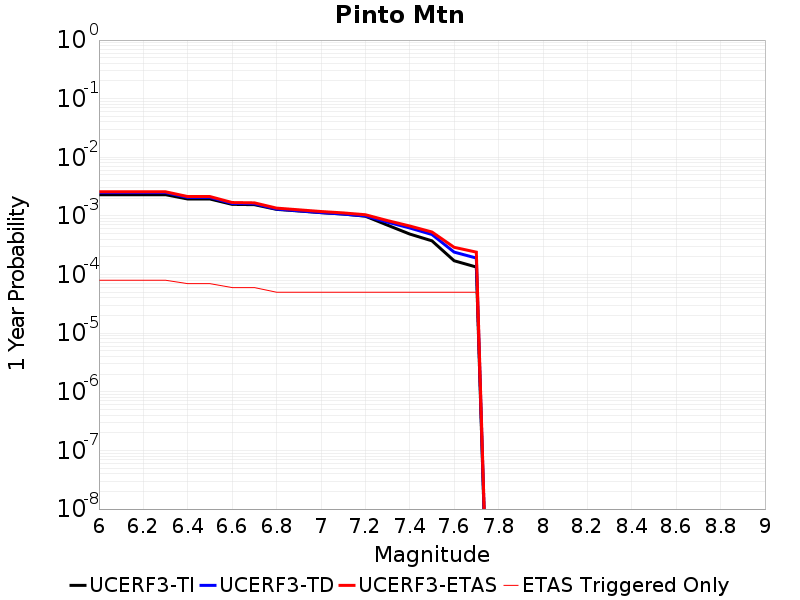 Pinto Mtn
10^0
10^-1
10^-2
10^-3
10^-4
10^-5
10^-6
10^-7
10^-8
1 Year Probability
6 6.2 6.4 6.6 6.8 7 7.2 7.4 7.6 7.8 8 8.2 8.4 8.6 8.8 9
Magnitude
UCERF3-TI UCERF3-TD UCERF3-ETAS ETAS Triggered Only